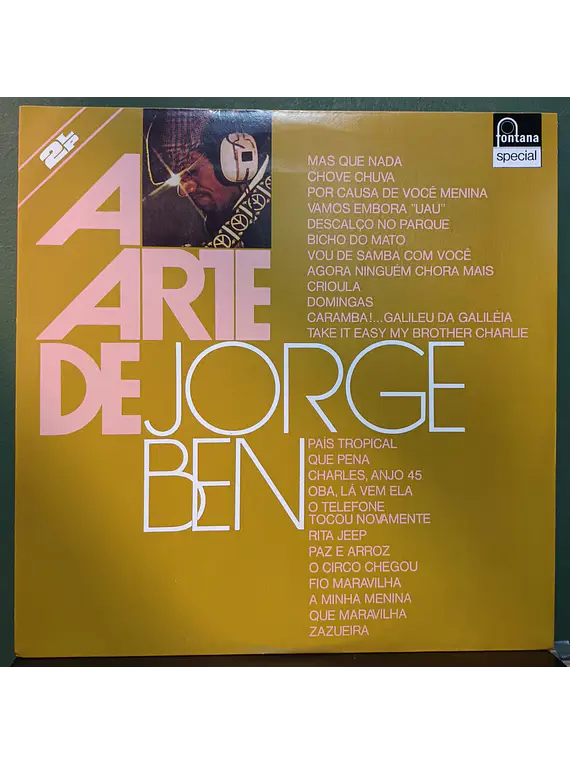 2LP
fontana
special
A
ARTE
DE JORGE
BEN
MAS QUE NADA
CHOVE CHUVA
POR CAUSA DE VOCÊ MENINA
VAMOS EMBORA "UAU"
DESCALÇO NO PARQUE
BICHO DO MATO
VOU DE SAMBA COM VOCÊ
AGORA NINGUÉM CHORA MAIS
CRIOULA
DOMINGAS
CARAMBA!...GALILEU DA GALILÉIA
TAKE IT EASY MY BROTHER CHARLIE
PAÍS TROPICAL
QUE PENA
CHARLES, ANJO 45
OBA, LÁ VEM ELA
O TELEFONE
TOCOU NOVAMENTE
RITA JEEP
PAZ E ARROZ
O CIRCO CHEGOU
FIO MARAVILHA
A MINHA MENINA
QUE MARAVILHA
ZAZUEIRA